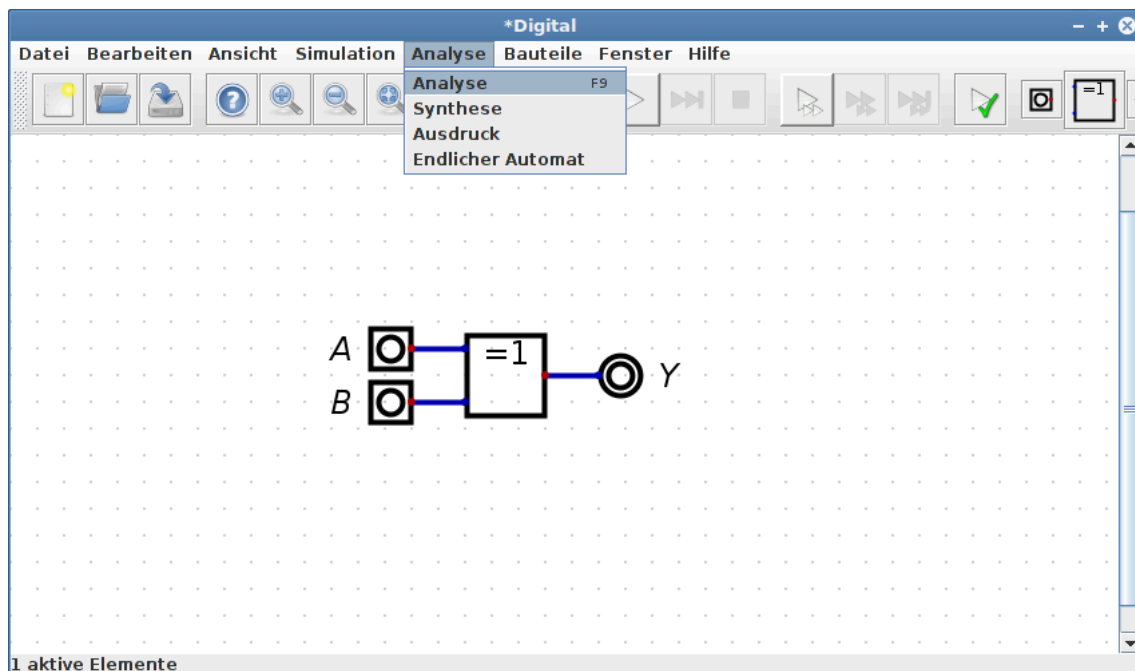 *Digital
Datei Bearbeiten Ansicht Simulation Analyse Bauteile Fenster Hilfe
Analyse F9
Synthese
Ausdruck
Endlicher Automat
=1
A
=1
B
Y
1 aktive Elemente